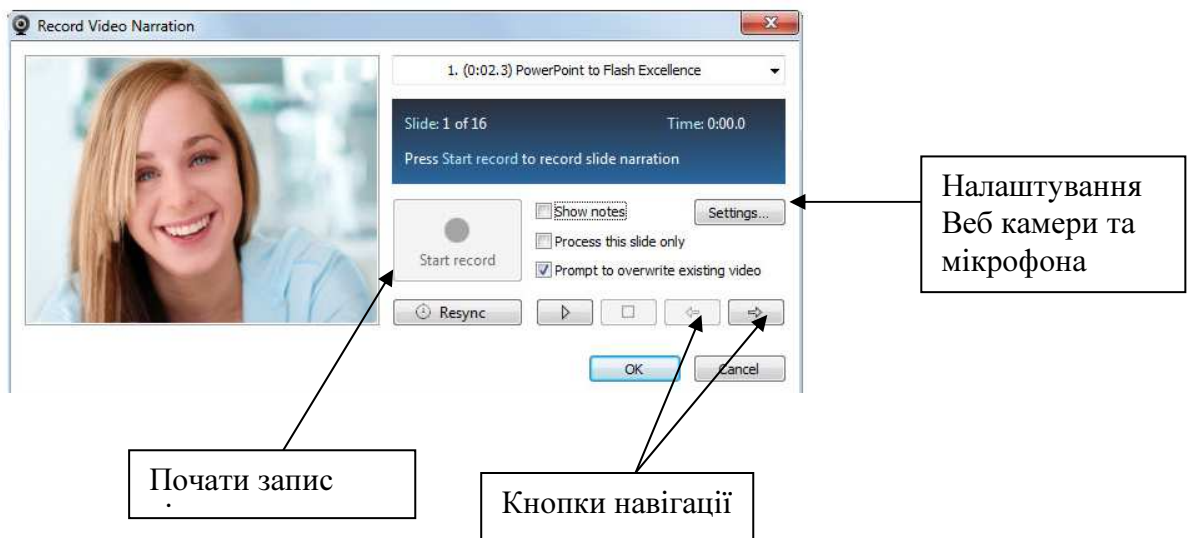 Record Video Narration
1. (0:02.3) PowerPoint to Flash Excellence
Slide: 1 of 16 Time: 0:00.0
Press Start record to record slide narration
Show notes
Settings...
Process this slide only
Start record
Prompt to overwrite existing video
Resync
OK
Cancel
Налаштування
Веб камери та
мікрофона
Почати запис
Кнопки навігації